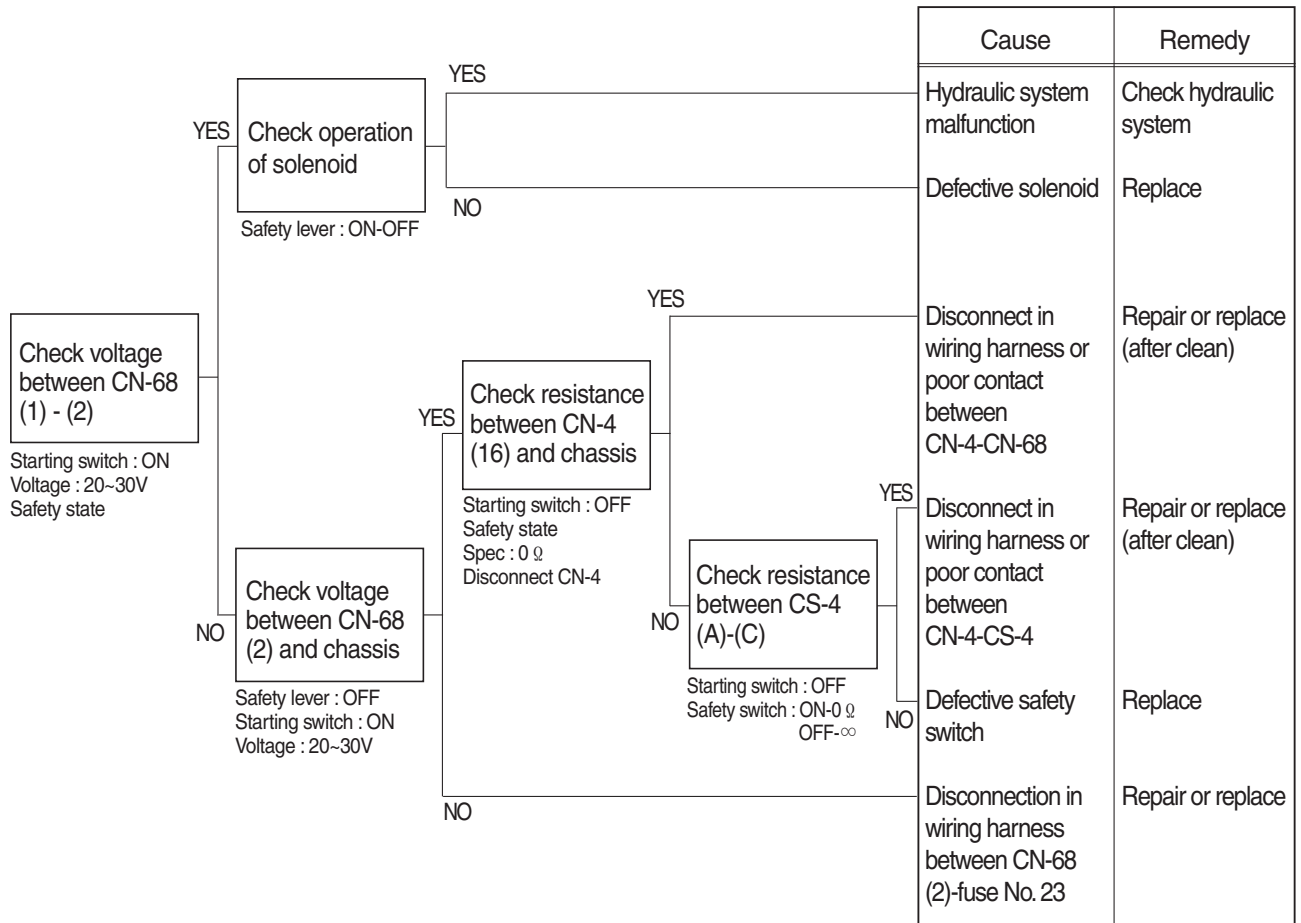 Cause
Remedy
YES
Hydraulic system
malfunction
Check hydraulic
system
YES
Check operation
of solenoid
NO
Defective solenoid
Replace
Safety lever : ON-OFF
YES
Disconnect in
wiring harness or
poor contact
between
CN-4-CN-68
Repair or replace
(after clean)
Check voltage
between CN-68
(1) - (2)
Starting switch : ON
Voltage : 20~30V
Safety state
YES
Check resistance
between CN-4
(16) and chassis
Starting switch : OFF
Safety state
Spec : 0 Ω
Disconnect CN-4
YES
Disconnect in
wiring harness or
poor contact
between
CN-4-CS-4
Repair or replace
(after clean)
NO
Check voltage
between CN-68
(2) and chassis
Safety lever : OFF
Starting switch : ON
Voltage : 20~30V
NO
Check resistance
between CS-4
(A)-(C)
Starting switch : OFF
Safety switch : ON-0 Ω
OFF-∞
NO
Defective safety
switch
Replace
NO
Disconnection in
wiring harness
between CN-68
(2)-fuse No. 23
Repair or replace